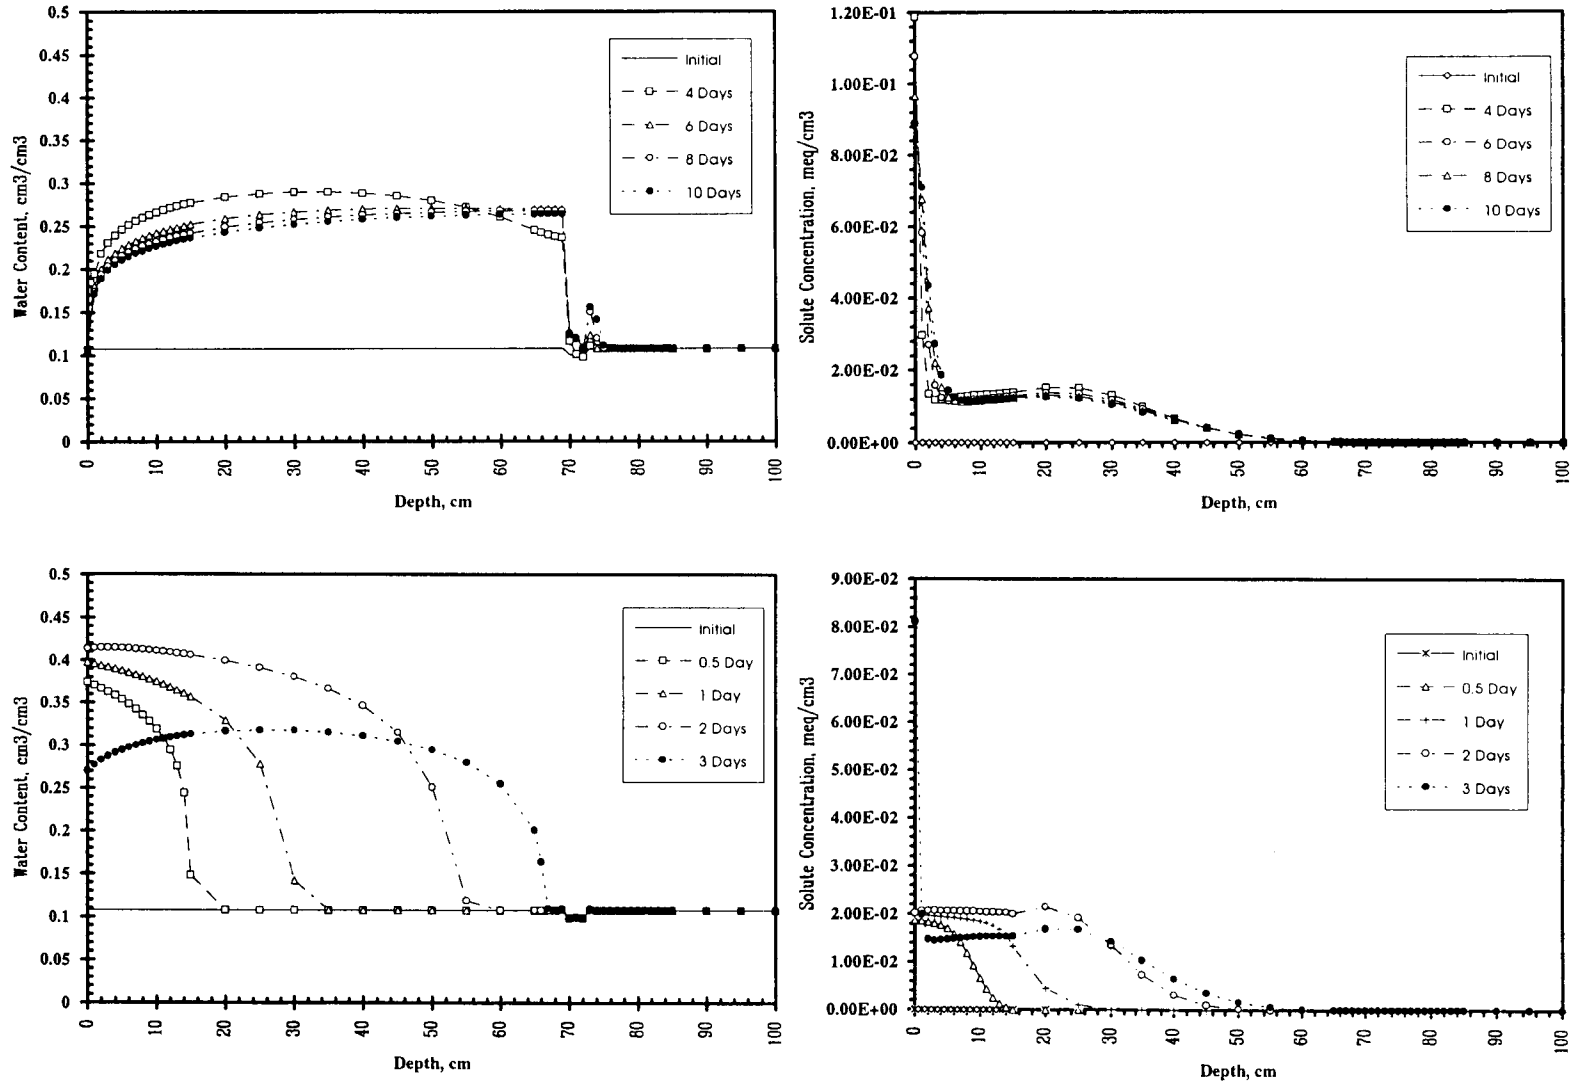 Water Content, cm3/cm3
0.5
0.45
0.4
0.35
0.3
0.25
0.2
0.15
0.1
0.05
0
0 10 20 30 40 50 60 70 80 90 100
Depth, cm
Initial
4 Days
6 Days
8 Days
10 Days
Solute Concentration, meq/cm3
1.20E-01
1.00E-01
8.00E-02
6.00E-02
4.00E-02
2.00E-02
0.00E+00
0 10 20 30 40 50 60 70 80 90 100
Depth, cm
Initial
4 Days
6 Days
8 Days
10 Days
Water Content, cm3/cm3
0.5
0.45
0.4
0.35
0.3
0.25
0.2
0.15
0.1
0.05
0
0 10 20 30 40 50 60 70 80 90 100
Depth, cm
Initial
0.5 Day
1 Day
2 Days
3 Days
Solute Concentration, meq/cm3
9.00E-02
8.00E-02
7.00E-02
6.00E-02
5.00E-02
4.00E-02
3.00E-02
2.00E-02
1.00E-02
0.00E+00
0 10 20 30 40 50 60 70 80 90 100
Depth, cm
Initial
0.5 Day
1 Day
2 Days
3 Days